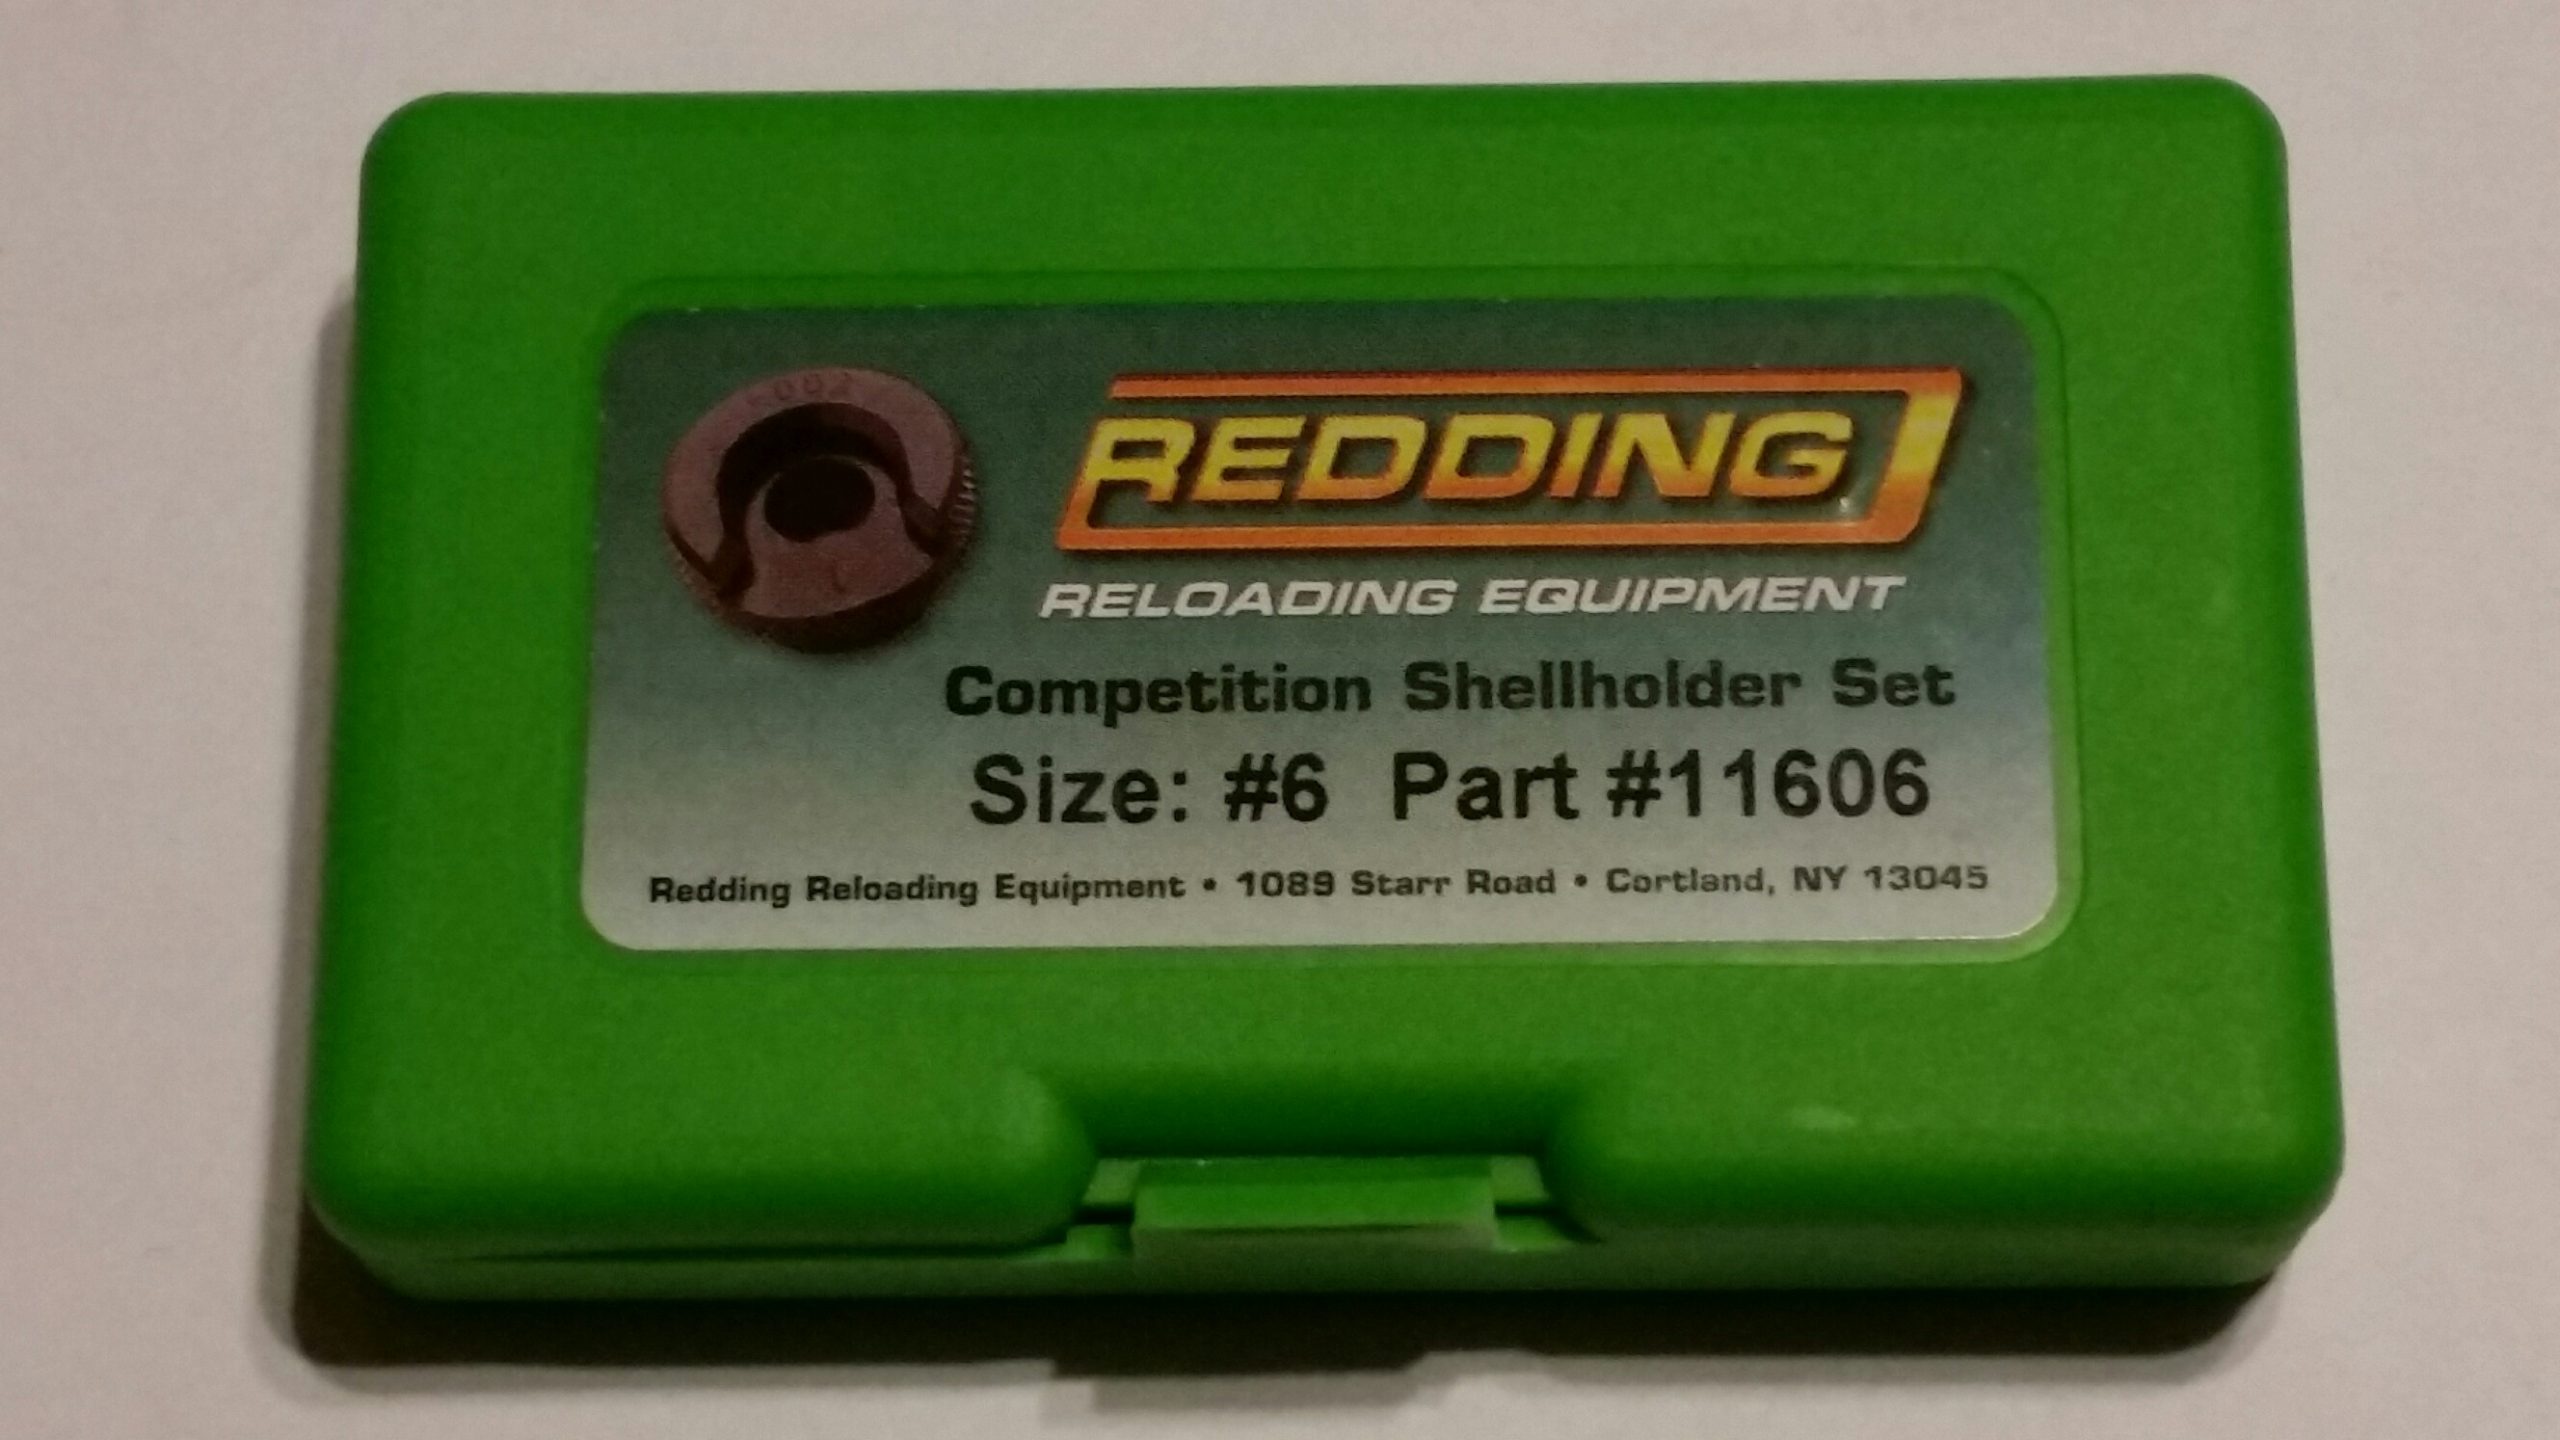 REDDING
RELOADING EQUIPMENT
Competition Shellholder Set
Size: #6 Part #11606
Redding Reloading Equipment • 1089 Starr Road • Cortland, NY 13045